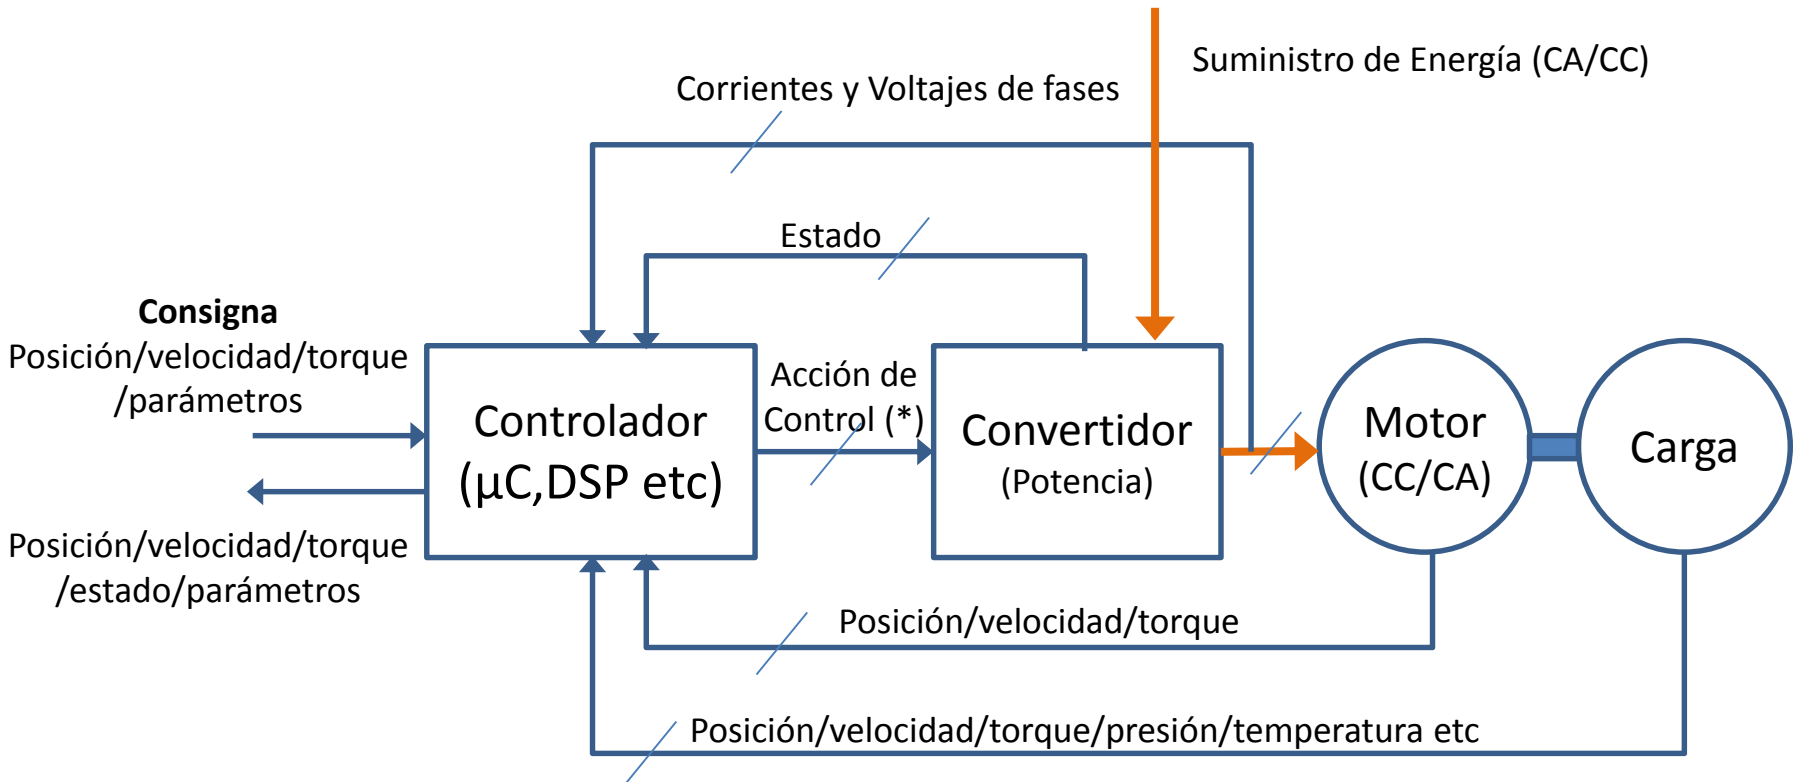 Suministro de Energía (CA/CC)
Corrientes y Voltajes de fases
Estado
Consigna
Posición/velocidad/torque
/parámetros
Acción de
Control (*)
Controlador
(µC,DSP etc)
Convertidor
(Potencia)
Motor
(CC/CA)
Carga
Posición/velocidad/torque
/estado/parámetros
Posición/velocidad/torque
Posición/velocidad/torque/presión/temperatura etc